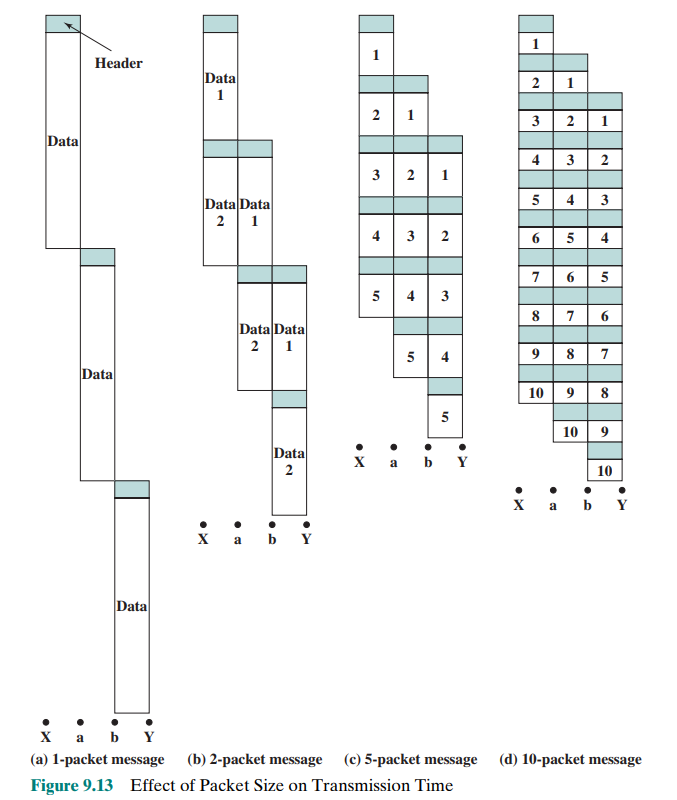 Header
Data
Data
Data
X a b Y
(a) 1-packet message
Data
1
Data Data
2 1
Data Data
2 1
Data
2
X a b Y
(b) 2-packet message
1
2 1
3 2 1
4 3 2
5 4 3
5 4
5
X a b Y
(c) 5-packet message
1
2 1
3 2 1
4 3 2
5 4 3
6 5 4
7 6 5
8 7 6
9 8 7
10 9 8
10 9
10
X a b Y
(d) 10-packet message
Figure 9.13 Effect of Packet Size on Transmission Time